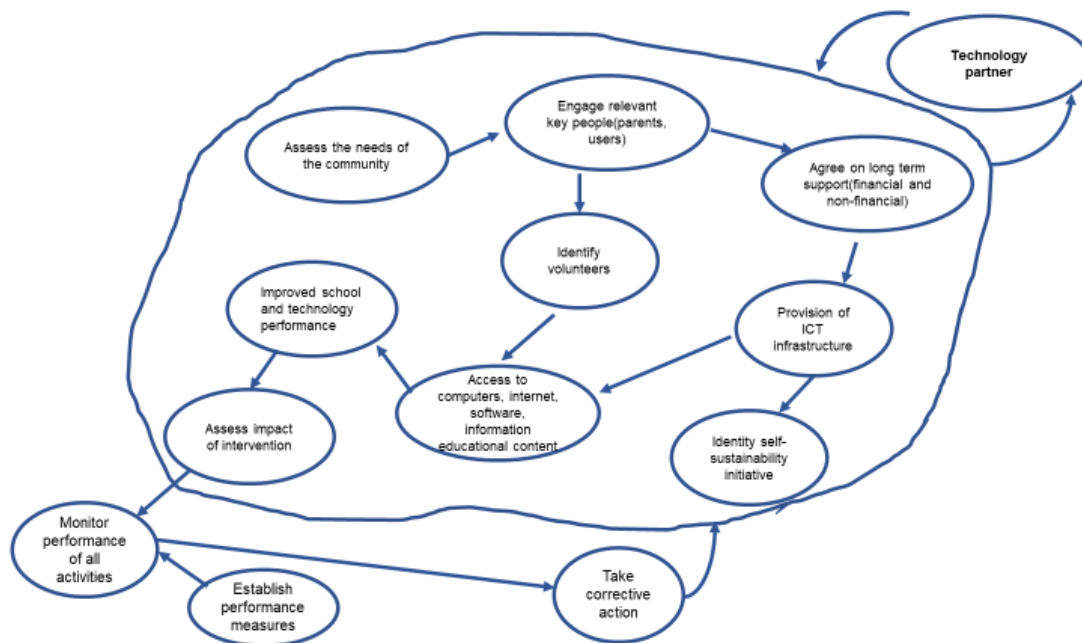 Technology
partner
Engage relevant
key people(parents,
users)
Assess the needs of
the community
Agree on long term
support(financial and
non-financial)
Identify
volunteers
Improved school
and technology
performance
Provision of
ICT
infrastructure
Access to
computers, internet,
software,
information
educational content
Assess impact
of intervention
Identity self-
sustainability
initiative
Monitor
performance
of all
activities
Establish
performance
measures
Take
corrective
action